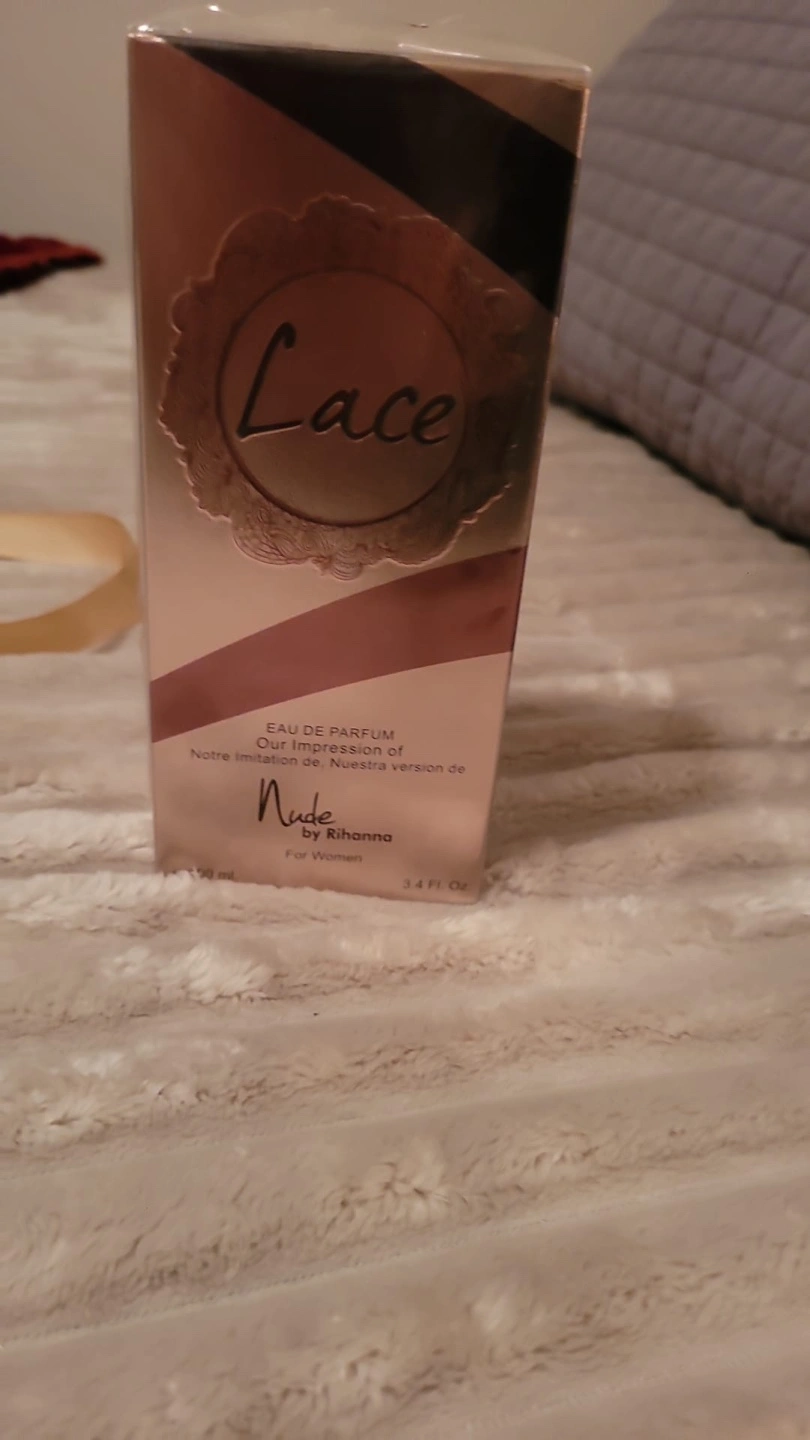 Lace
EAU DE PARFUM
Our Impression of
Notre Imitation de, Nuestra version de
Nude
by Rihanna
For Women
ml. 3.4 Fl. Oz.